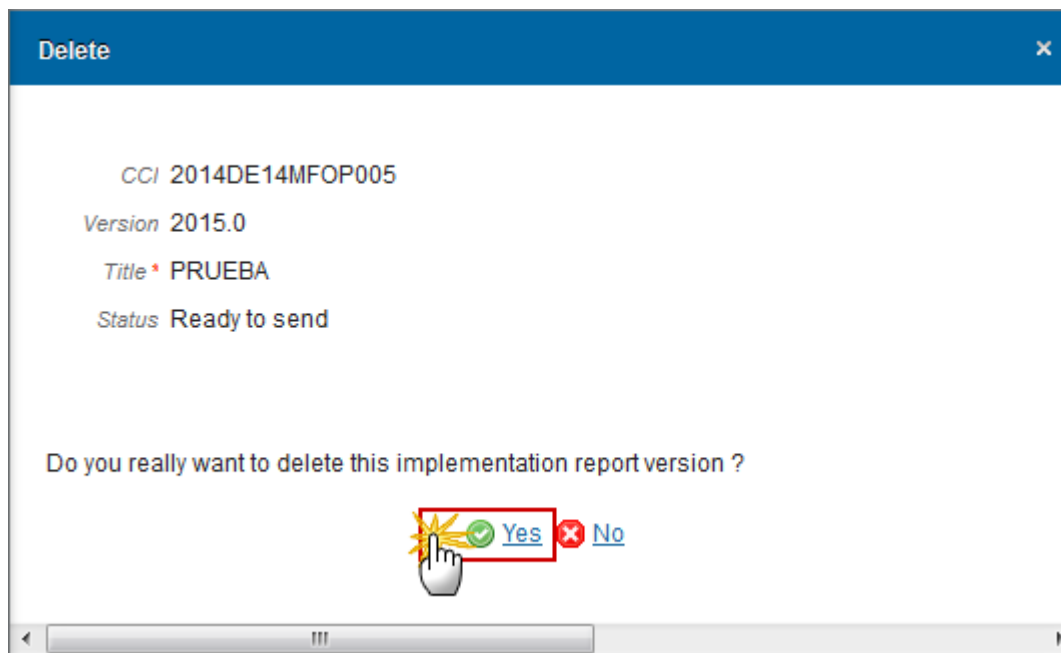 Delete
CCI 2014DE14MFOP005
Version 2015.0
Title * PRUEBA
Status Ready to send
Do you really want to delete this implementation report version ?
Yes No